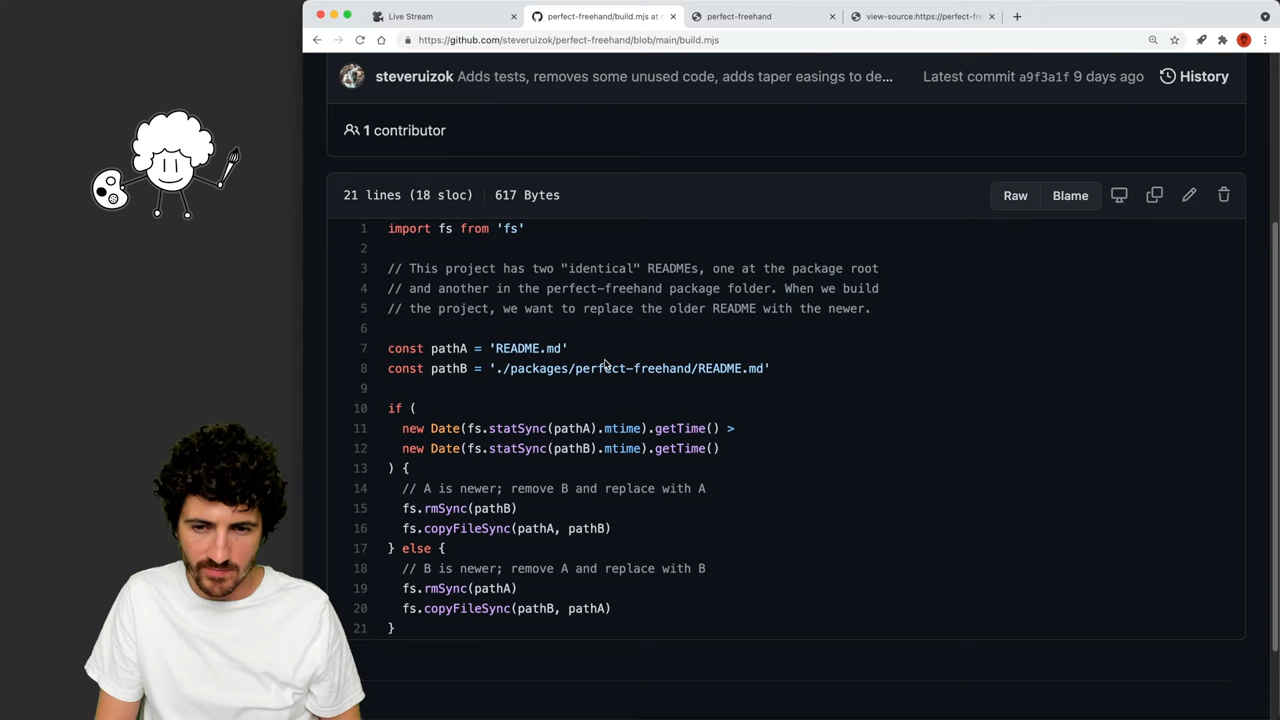 Live Stream
perfect-freehand/build.mjs at
perfect-freehand
view-source:https://perfect-fre
https://github.com/steveruizok/perfect-freehand/blob/main/build.mjs
steveruizok Adds tests, removes some unused code, adds taper easings to de... Latest commit a9f3a1f 9 days ago History
1 contributor
21 lines (18 sloc) 617 Bytes Raw Blame
1 import fs from 'fs'
2
3 // This project has two "identical" READMEs, one at the package root
4 // and another in the perfect-freehand package folder. When we build
5 // the project, we want to replace the older README with the newer.
6
7 const pathA = 'README.md'
8 const pathB = './packages/perfect-freehand/README.md'
9
10 if (
11 new Date(fs.statSync(pathA).mtime).getTime() >
12 new Date(fs.statSync(pathB).mtime).getTime()
13 ) {
14 // A is newer; remove B and replace with A
15 fs.rmSync(pathB)
16 fs.copyFileSync(pathA, pathB)
17 } else {
18 // B is newer; remove A and replace with B
19 fs.rmSync(pathA)
20 fs.copyFileSync(pathB, pathA)
21 }